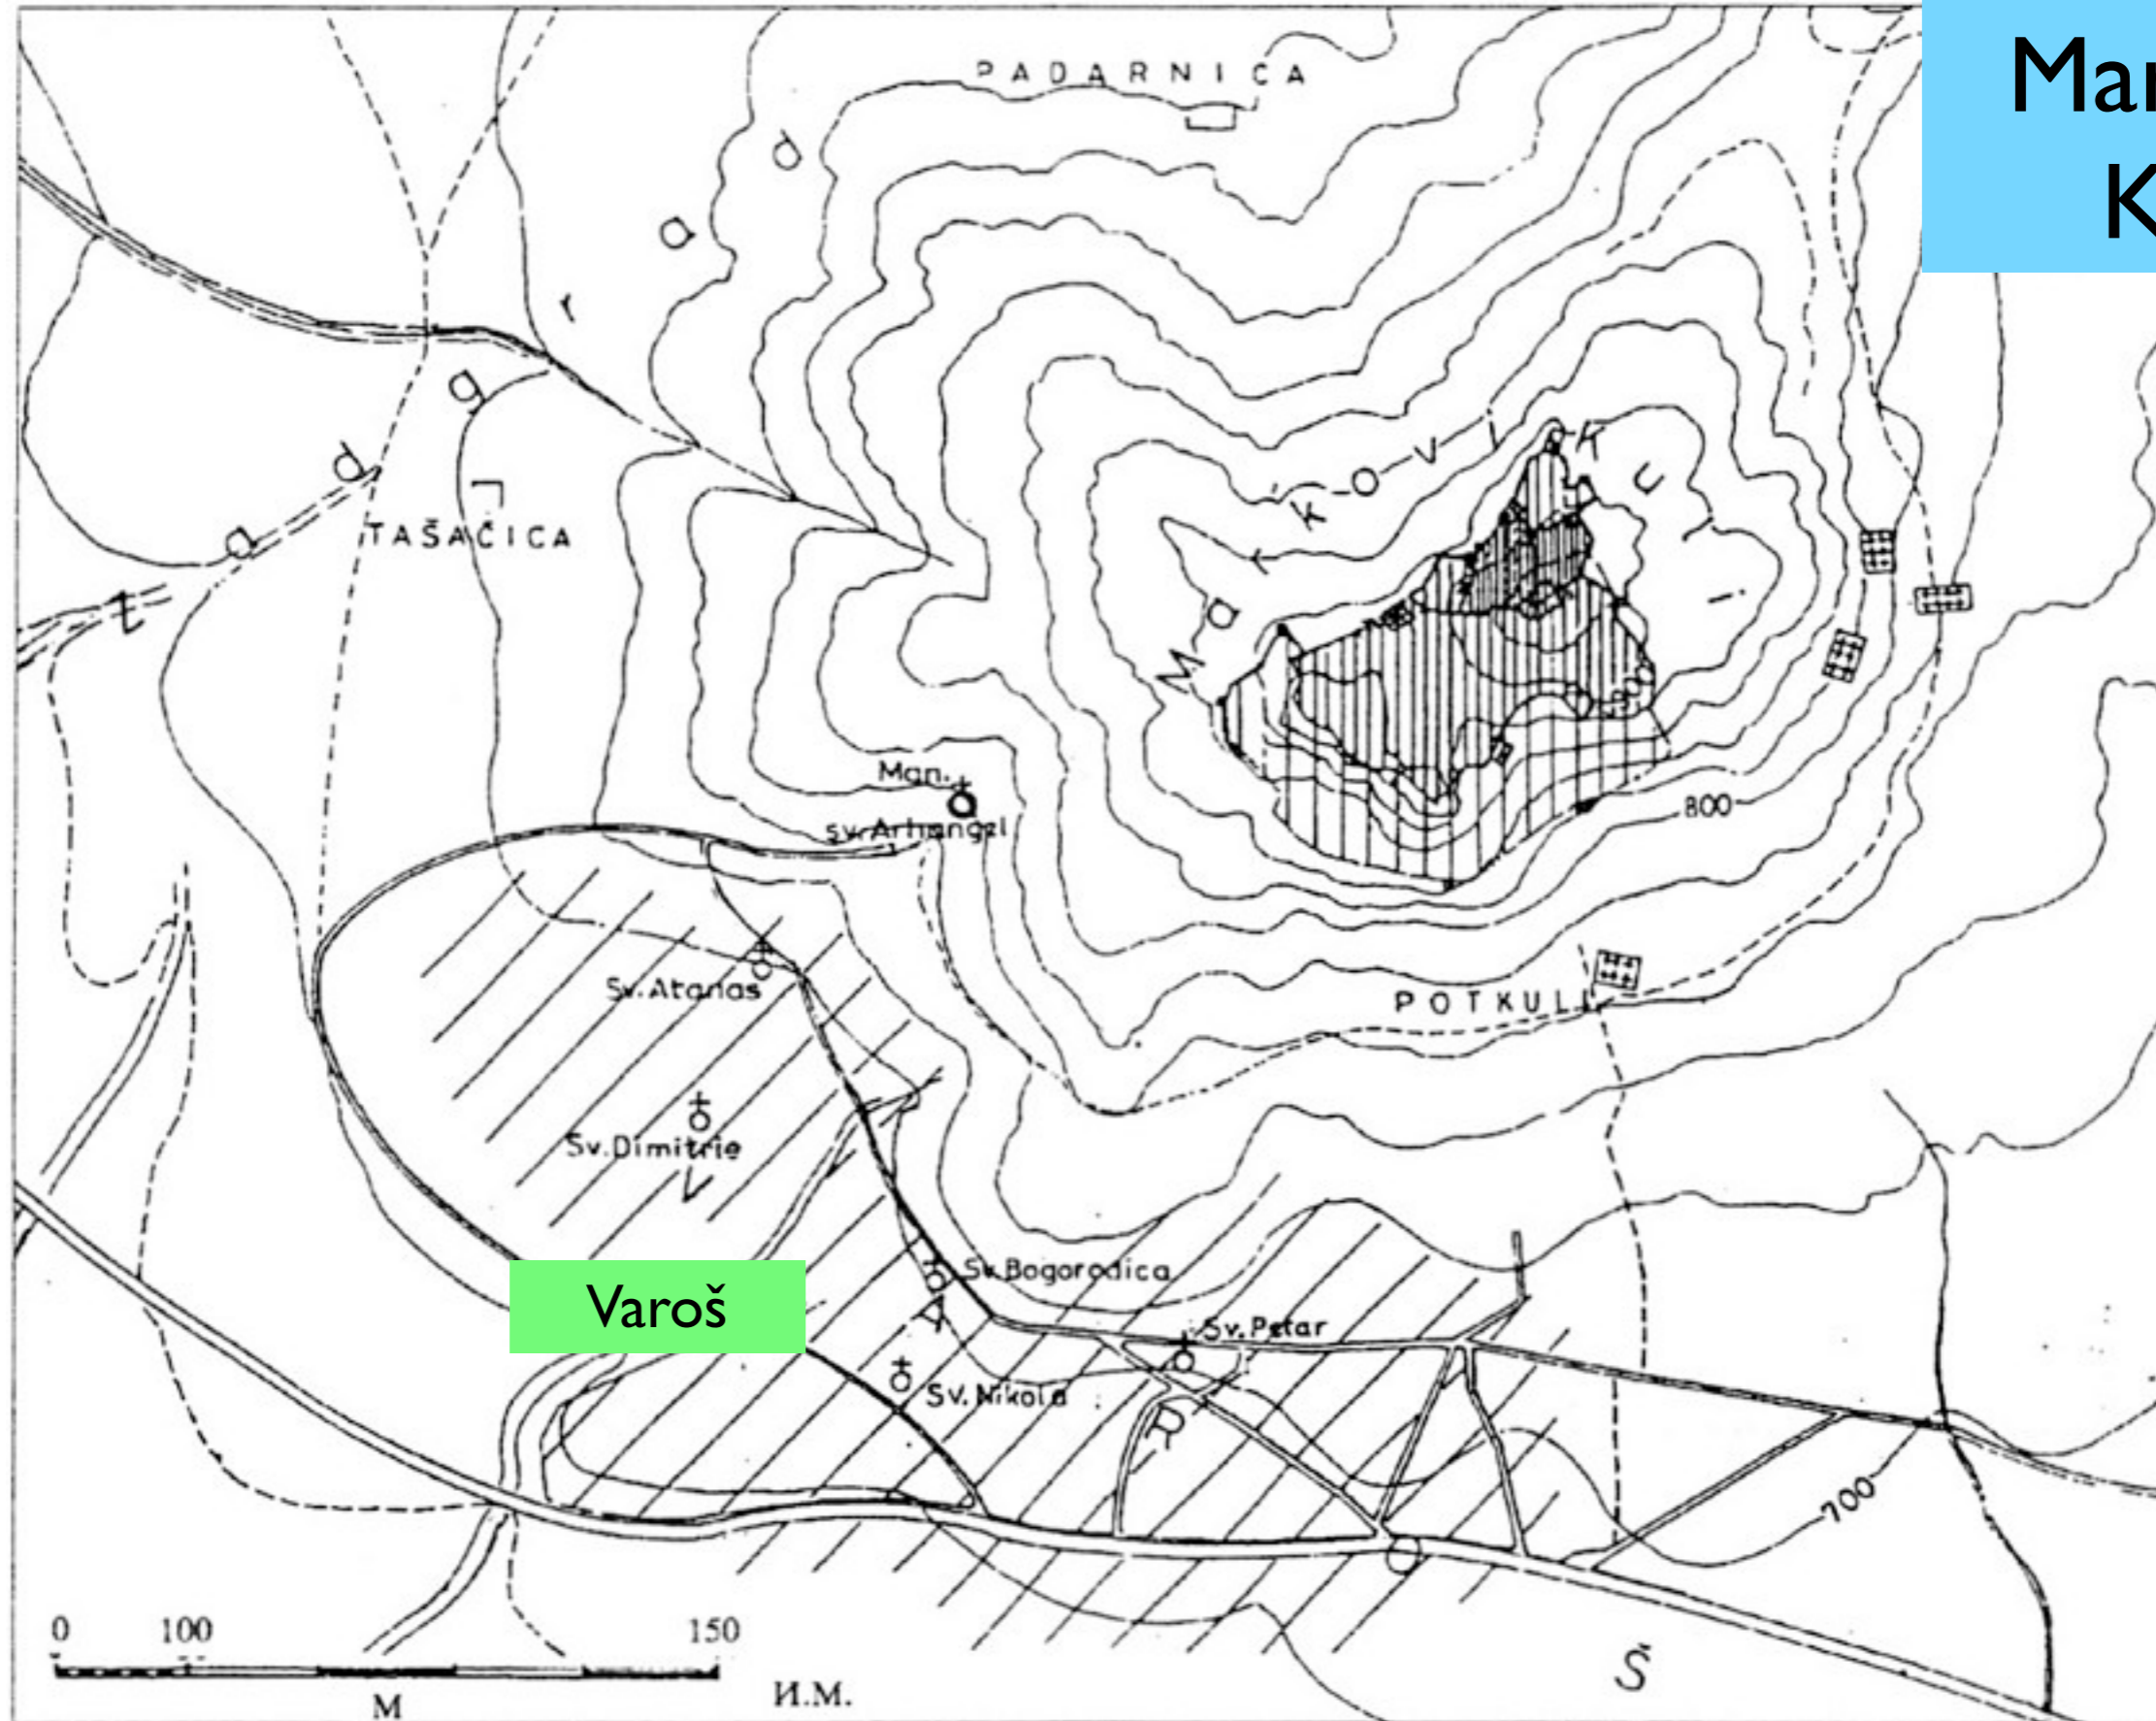 PADARNICA
Zadgrad
TAŠAČICA
Markovi Kuli
Man.
sv. Arhangel
800
Sv. Atanas
POTKULI
Sv. Dimitrie
Sv. Bogorodica
Varoš
Sv. Petar
Sv. Nikola
VAROŠ
700
0 100 150
M
И.М.